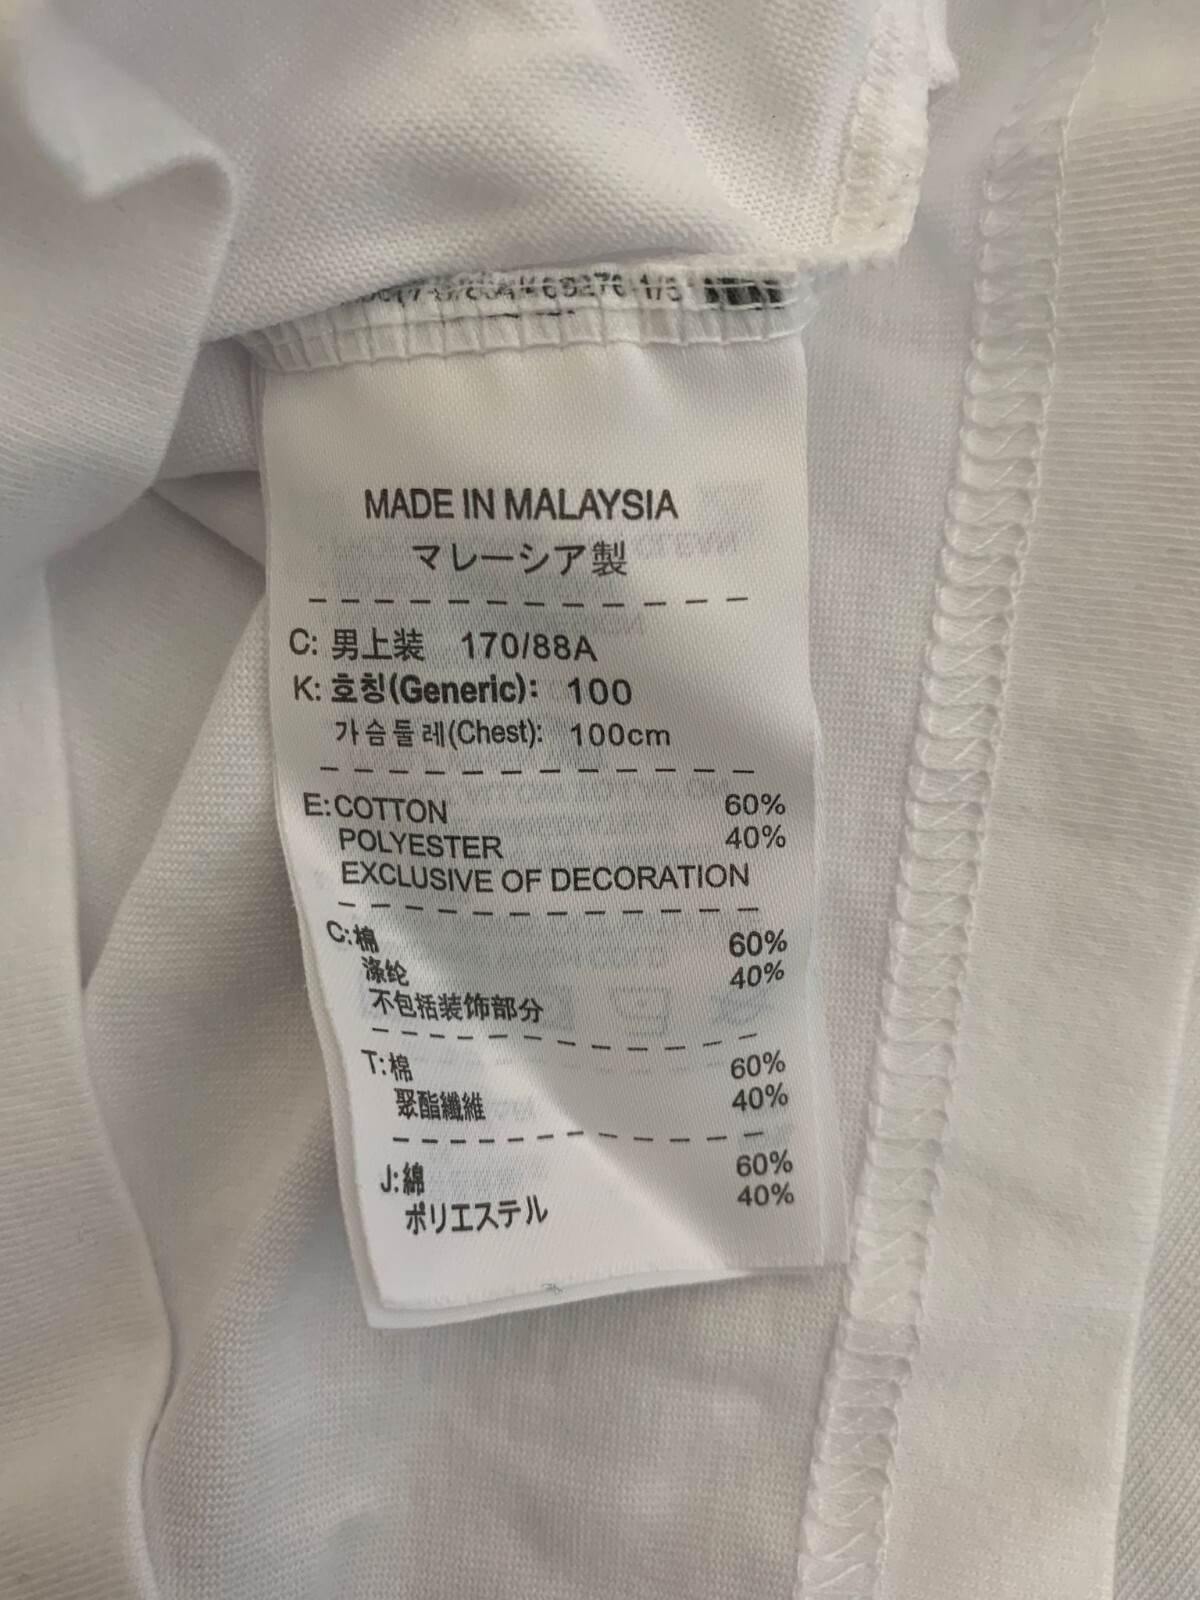 MADE IN MALAYSIA
マレーシア製
C: 男上装 170/88A
K: 호칭(Generic): 100
가슴둘레(Chest): 100cm
E:COTTON 60%
POLYESTER 40%
EXCLUSIVE OF DECORATION
C:棉 60%
涤纶 40%
不包括装饰部分
T:棉 60%
聚酯纖維 40%
J:綿 60%
ポリエステル 40%